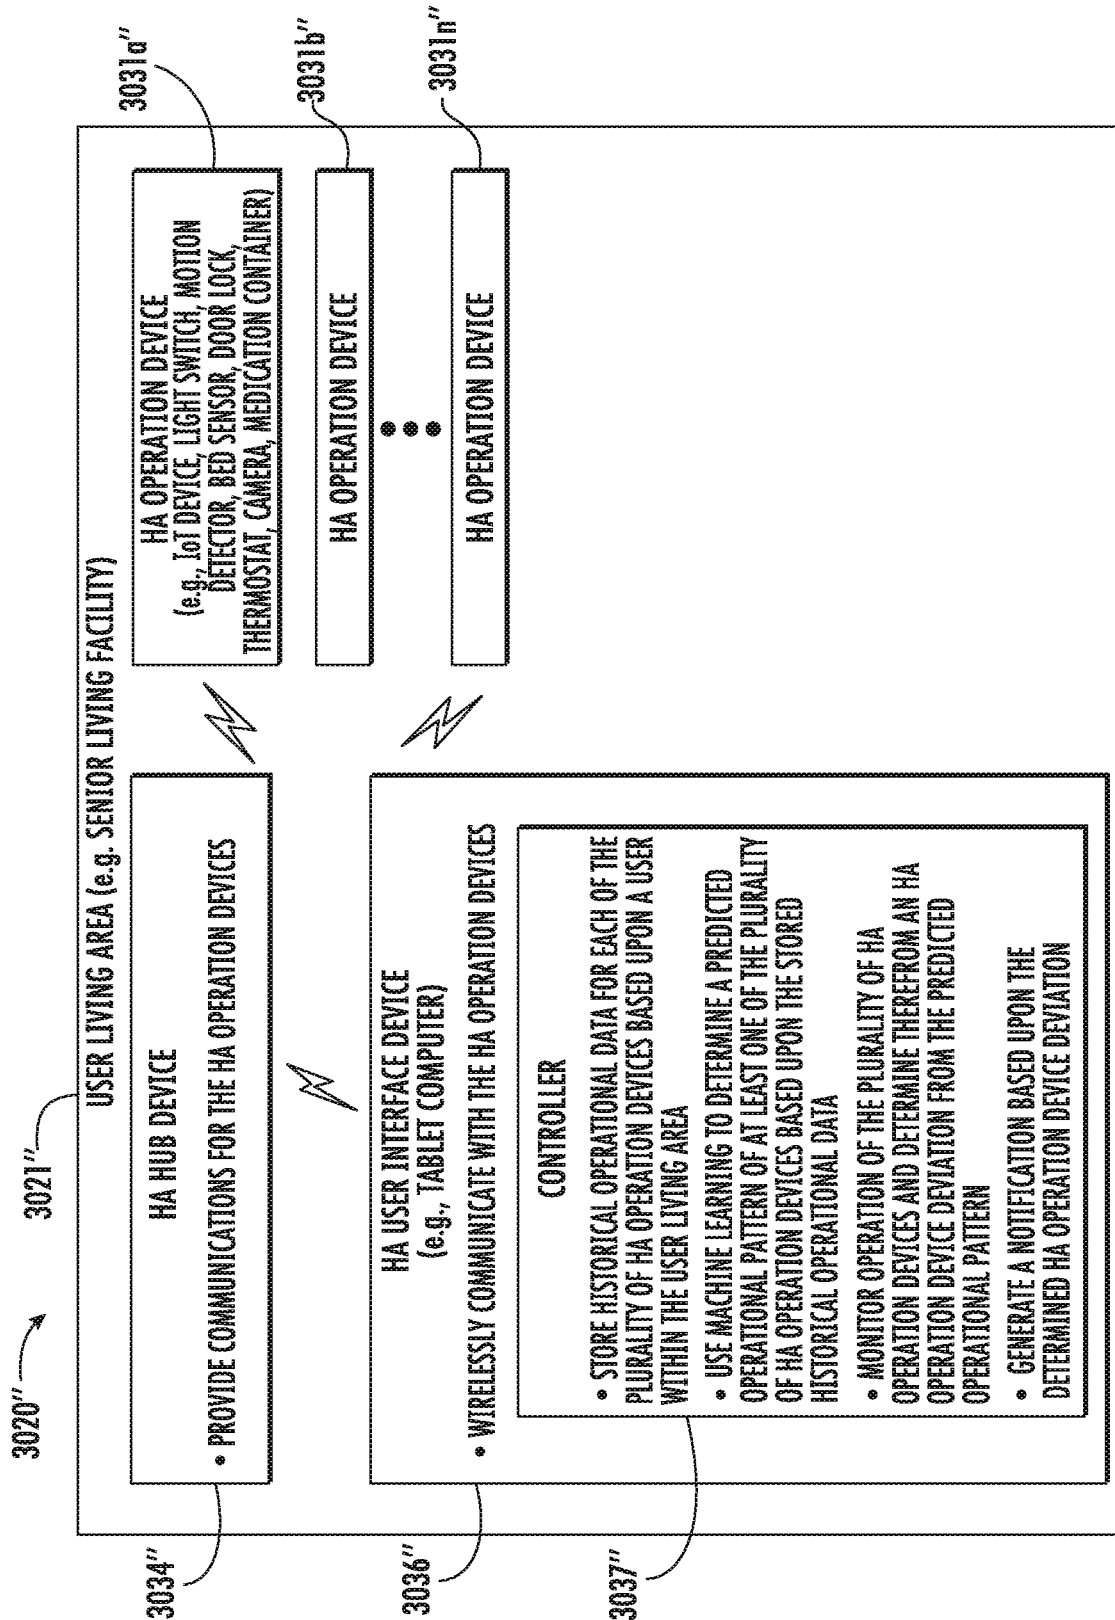 3020″
3021″
USER LIVING AREA (e.g. SENIOR LIVING FACILITY)
3034″
HA HUB DEVICE
• PROVIDE COMMUNICATIONS FOR THE HA OPERATION DEVICES
3036″
HA USER INTERFACE DEVICE
(e.g., TABLET COMPUTER)
• WIRELESSLY COMMUNICATE WITH THE HA OPERATION DEVICES
3037″
CONTROLLER
• STORE HISTORICAL OPERATIONAL DATA FOR EACH OF THE
PLURALITY OF HA OPERATION DEVICES BASED UPON A USER
WITHIN THE USER LIVING AREA
• USE MACHINE LEARNING TO DETERMINE A PREDICTED
OPERATIONAL PATTERN OF AT LEAST ONE OF THE PLURALITY
OF HA OPERATION DEVICES BASED UPON THE STORED
HISTORICAL OPERATIONAL DATA
• MONITOR OPERATION OF THE PLURALITY OF HA
OPERATION DEVICES AND DETERMINE THEREFROM AN HA
OPERATION DEVICE DEVIATION FROM THE PREDICTED
OPERATIONAL PATTERN
• GENERATE A NOTIFICATION BASED UPON THE
DETERMINED HA OPERATION DEVICE DEVIATION
3031a″
HA OPERATION DEVICE
(e.g., IoT DEVICE, LIGHT SWITCH, MOTION
DETECTOR, BED SENSOR, DOOR LOCK,
THERMOSTAT, CAMERA, MEDICATION CONTAINER)
3031b″
HA OPERATION DEVICE
3031n″
HA OPERATION DEVICE